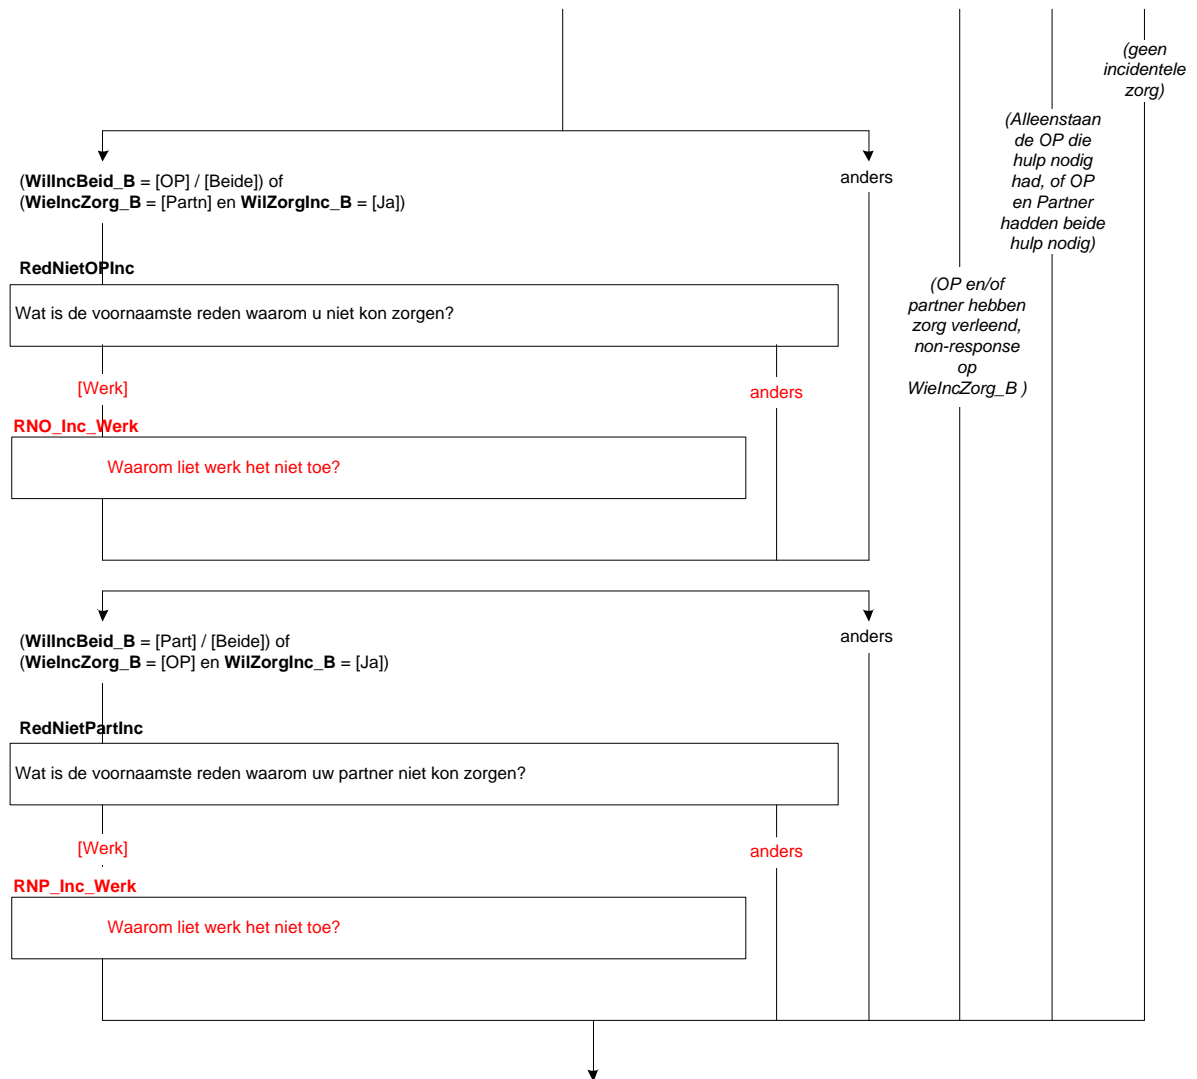 (geen
incidentele
zorg)
(Alleenstaan
de OP die
hulp nodig
had, of OP
en Partner
hadden beide
hulp nodig)
(OP en/of
partner hebben
zorg verleend,
non-response
op
WieIncZorg_B )
(WilIncBeid_B = [OP] / [Beide]) of
(WieIncZorg_B = [Partn] en WilZorgInc_B = [Ja])
anders
RedNietOPInc
Wat is de voornaamste reden waarom u niet kon zorgen?
[Werk]
anders
RNO_Inc_Werk
Waarom liet werk het niet toe?
(WilIncBeid_B = [Part] / [Beide]) of
(WieIncZorg_B = [OP] en WilZorgInc_B = [Ja])
anders
RedNietPartInc
Wat is de voornaamste reden waarom uw partner niet kon zorgen?
[Werk]
anders
RNP_Inc_Werk
Waarom liet werk het niet toe?